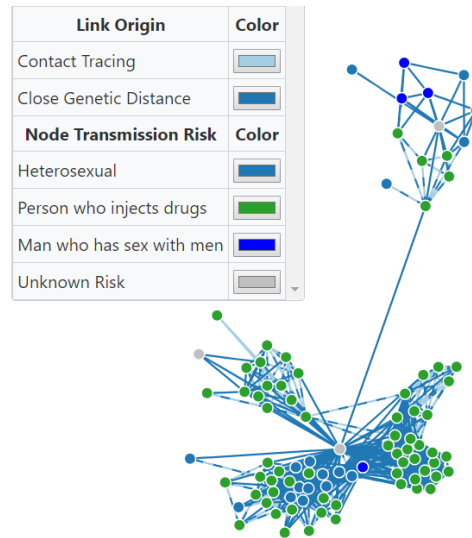 Link Origin Color
Contact Tracing
Close Genetic Distance
Node Transmission Risk Color
Heterosexual
Person who injects drugs
Man who has sex with men
Unknown Risk